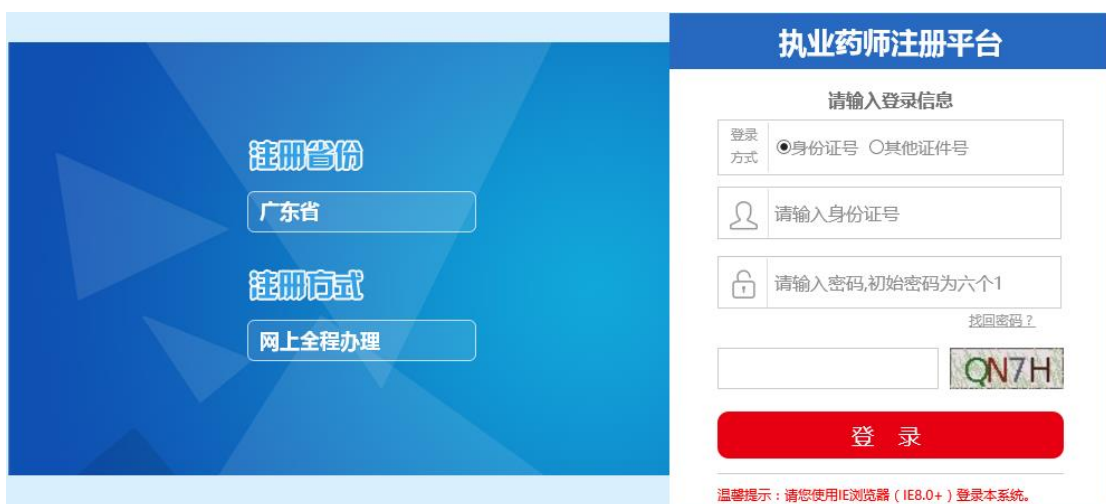 注册省份
广东省
注册方式
网上全程办理
执业药师注册平台
请输入登录信息
登录
方式
身份证号 其他证件号
请输入身份证号
请输入密码,初始密码为六个1
找回密码？
QN7H
登 录
温馨提示：请您使用IE浏览器（IE8.0+）登录本系统。